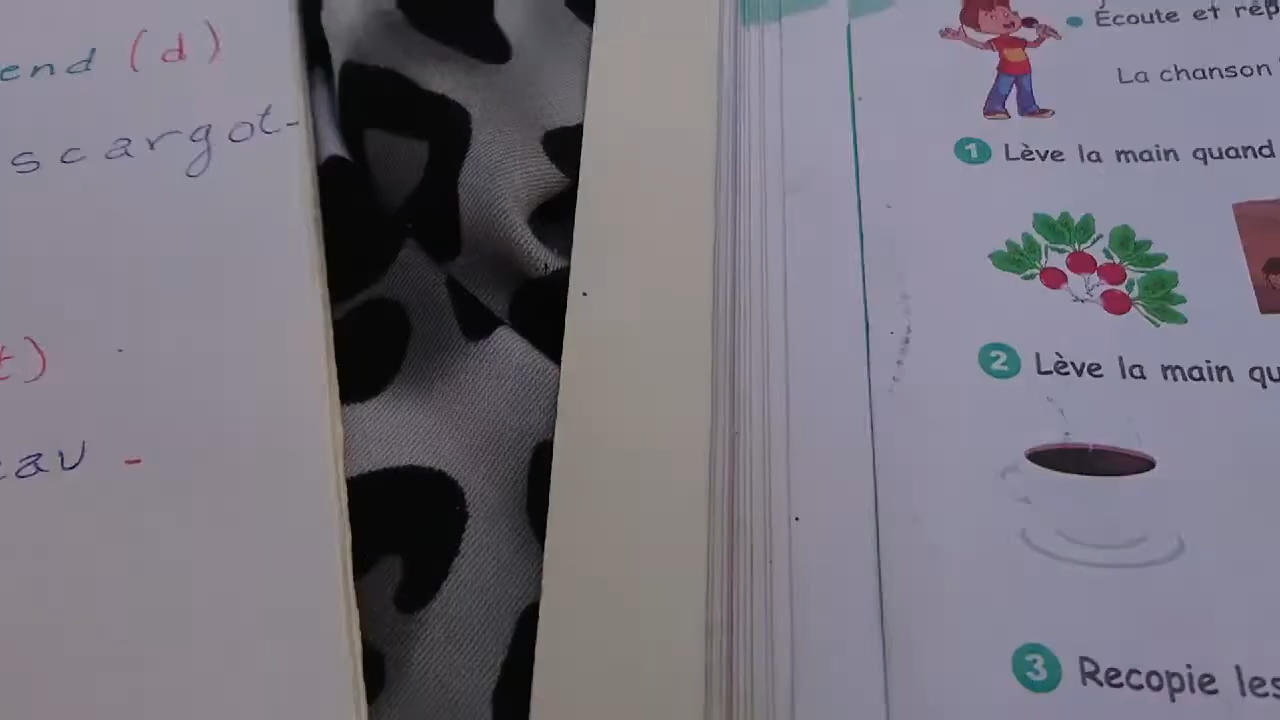 end (d)
scargot-
t)
eau -
Écoute et rép
La chanson
1 Lève la main quand
2 Lève la main qu
3 Recopie les